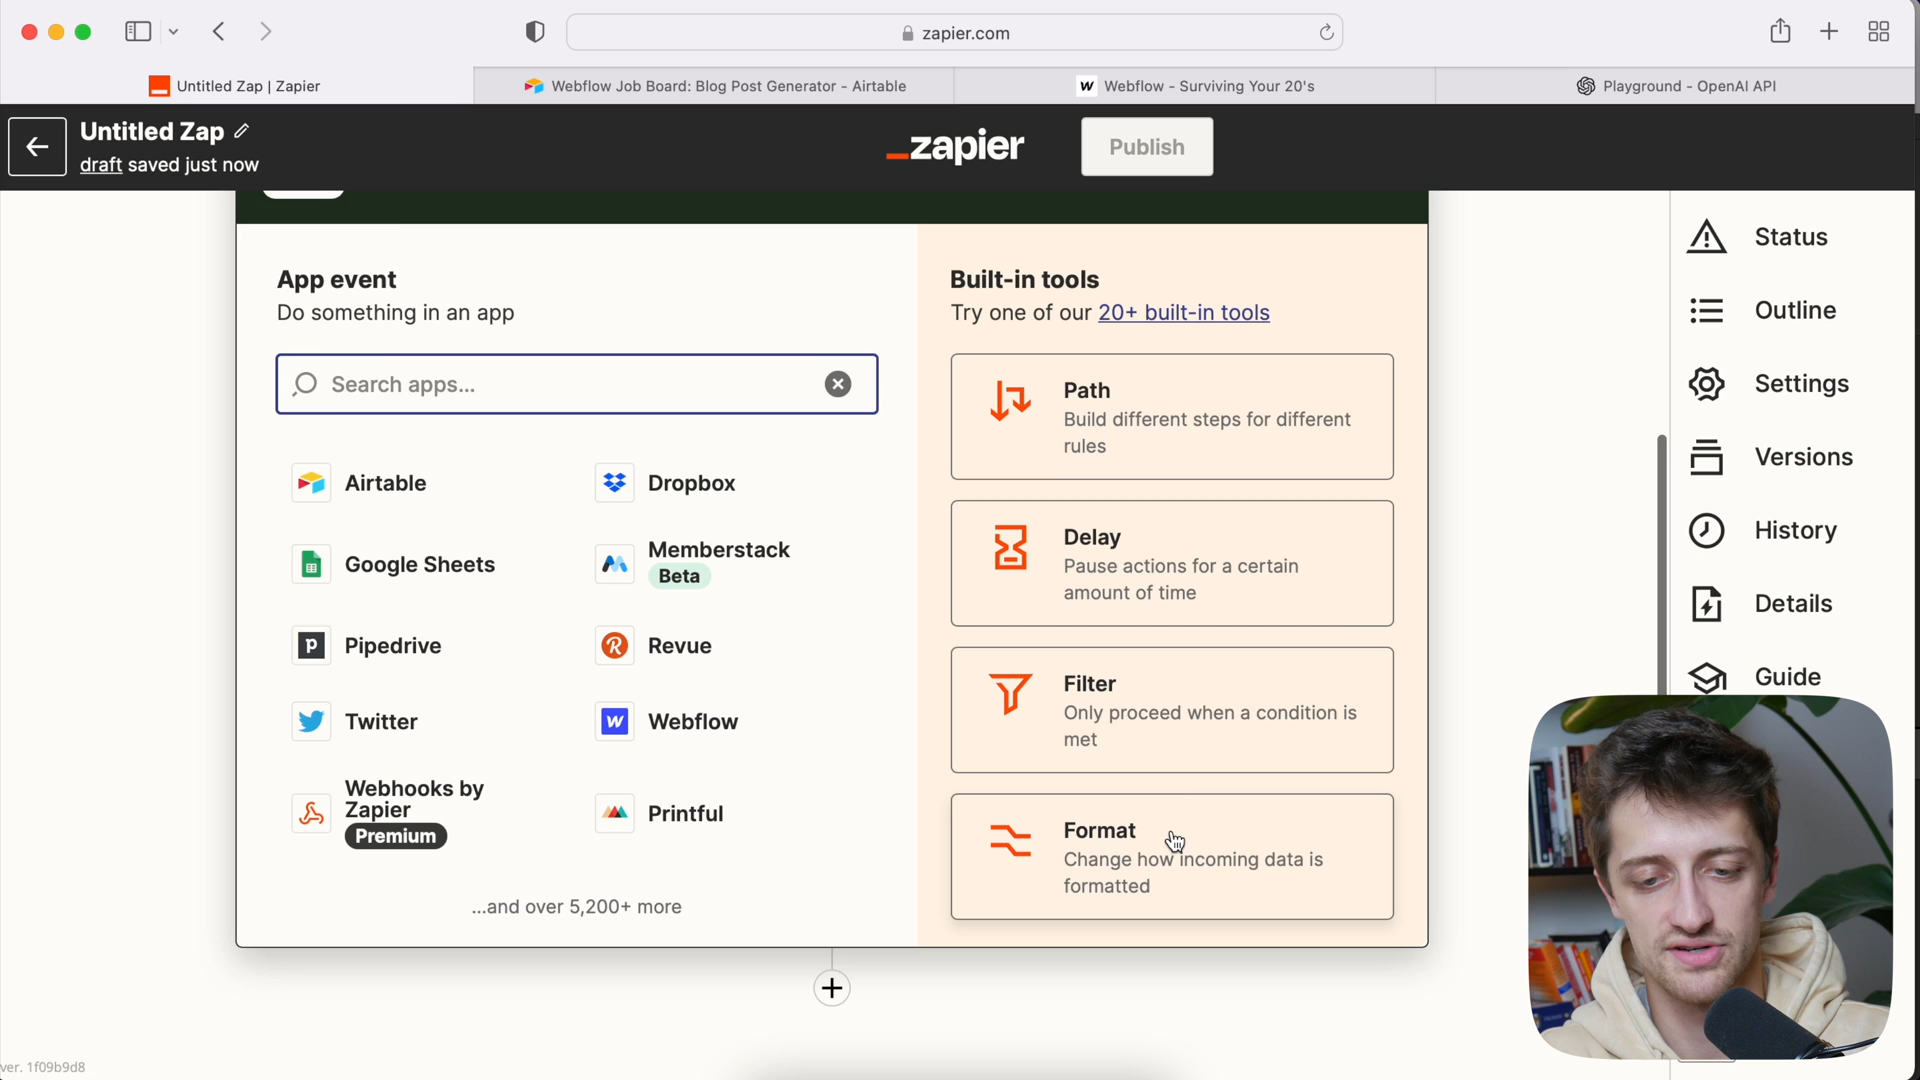 zapier.com
Untitled Zap | Zapier
Webflow Job Board: Blog Post Generator - Airtable
W Webflow - Surviving Your 20's
Playground - OpenAI API
Untitled Zap
draft saved just now
_zapier
Publish
App event
Do something in an app
Search apps...
Airtable
Dropbox
Google Sheets
Memberstack
Beta
Pipedrive
Revue
Twitter
Webflow
Webhooks by
Zapier
Premium
Printful
...and over 5,200+ more
Built-in tools
Try one of our 20+ built-in tools
Path
Build different steps for different
rules
Delay
Pause actions for a certain
amount of time
Filter
Only proceed when a condition is
met
Format
Change how incoming data is
formatted
Status
Outline
Settings
Versions
History
Details
Guide
ver. 1f09b9d8